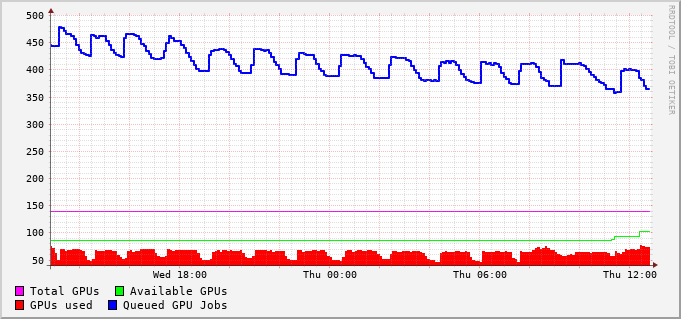 500
450
400
350
300
250
200
150
100
50
Wed 18:00 Thu 00:00 Thu 06:00 Thu 12:00
Total GPUs Available GPUs
GPUs used Queued GPU Jobs
RRDTOOL / TOBI OETIKER